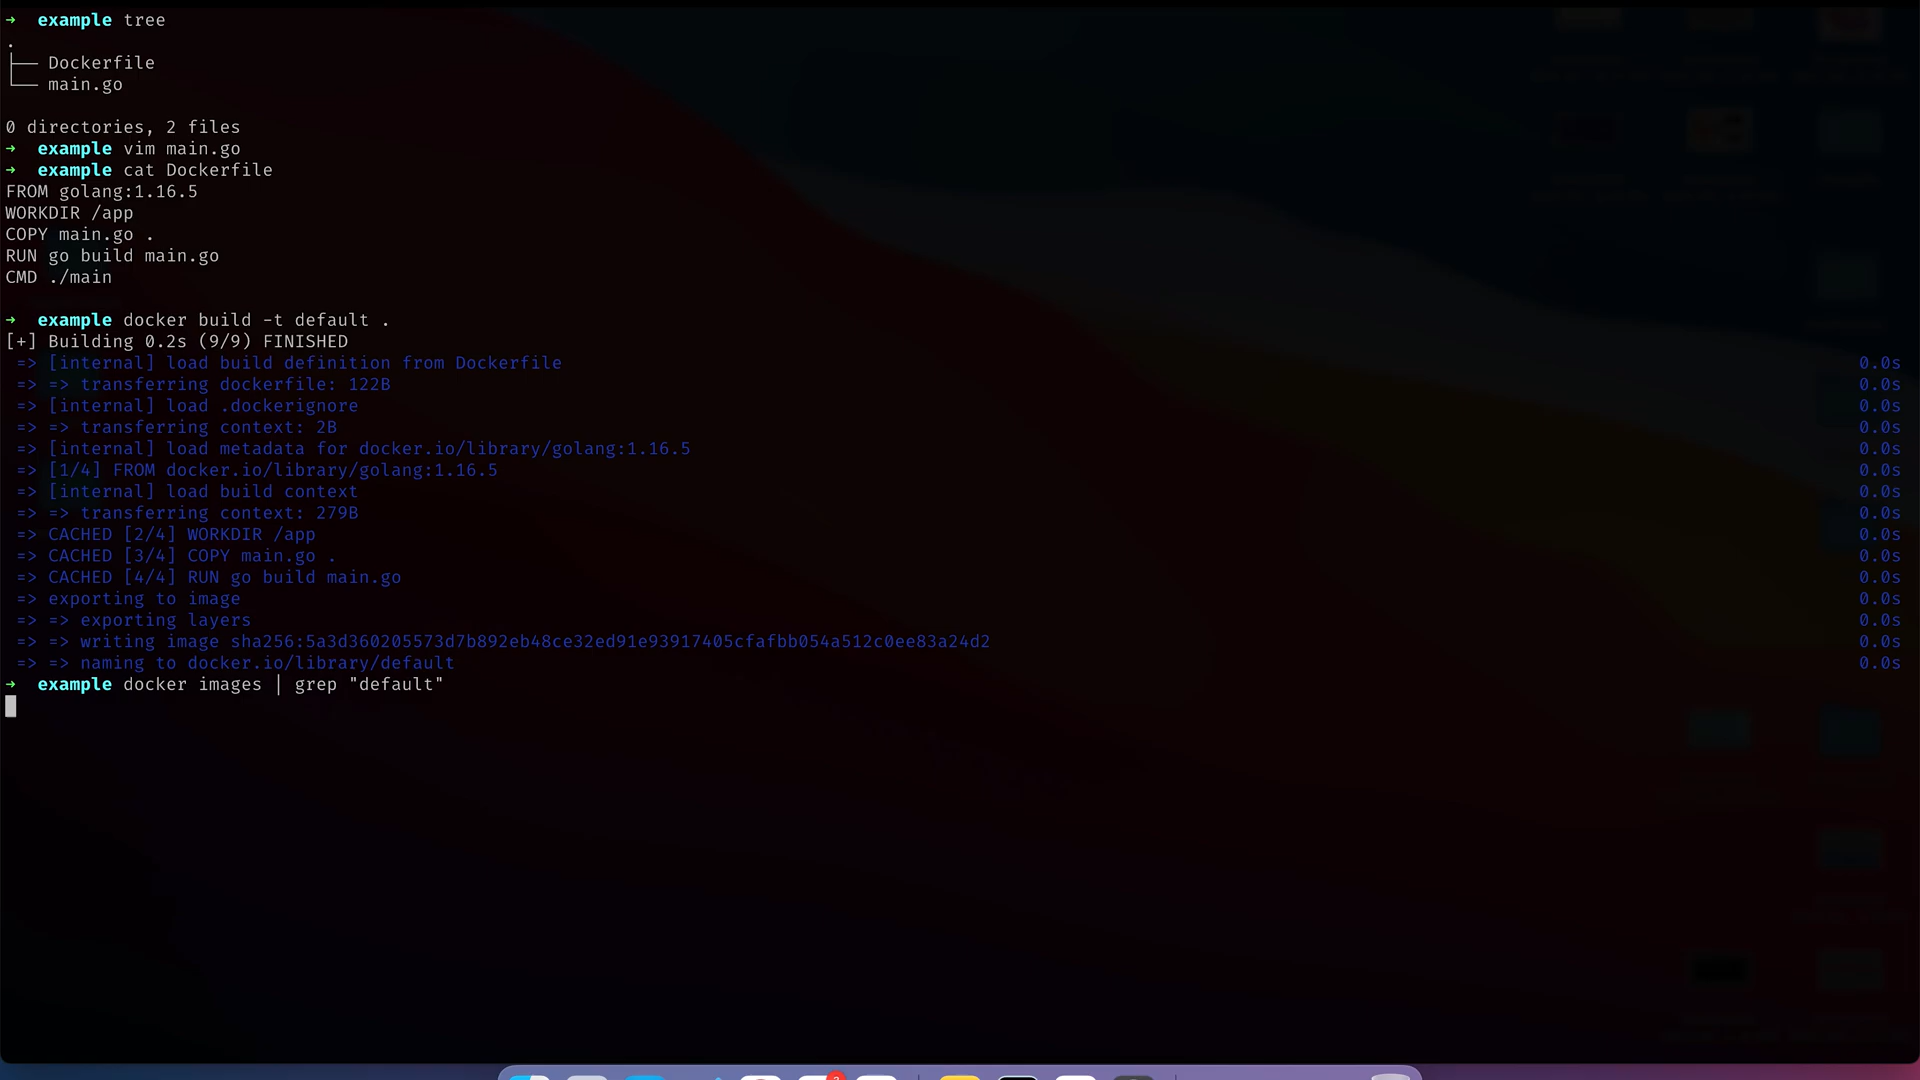 → example tree
.
├── Dockerfile
└── main.go
0 directories, 2 files
→ example vim main.go
→ example cat Dockerfile
FROM golang:1.16.5
WORKDIR /app
COPY main.go .
RUN go build main.go
CMD ./main
→ example docker build -t default .
[+] Building 0.2s (9/9) FINISHED
=> [internal] load build definition from Dockerfile 0.0s
=> => transferring dockerfile: 122B 0.0s
=> [internal] load .dockerignore 0.0s
=> => transferring context: 2B 0.0s
=> [internal] load metadata for docker.io/library/golang:1.16.5 0.0s
=> [1/4] FROM docker.io/library/golang:1.16.5 0.0s
=> [internal] load build context 0.0s
=> => transferring context: 279B 0.0s
=> CACHED [2/4] WORKDIR /app 0.0s
=> CACHED [3/4] COPY main.go . 0.0s
=> CACHED [4/4] RUN go build main.go 0.0s
=> exporting to image 0.0s
=> => exporting layers 0.0s
=> => writing image sha256:5a3d360205573d7b892eb48ce32ed91e93917405cfafbb054a512c0ee83a24d2 0.0s
=> => naming to docker.io/library/default 0.0s
→ example docker images | grep "default"